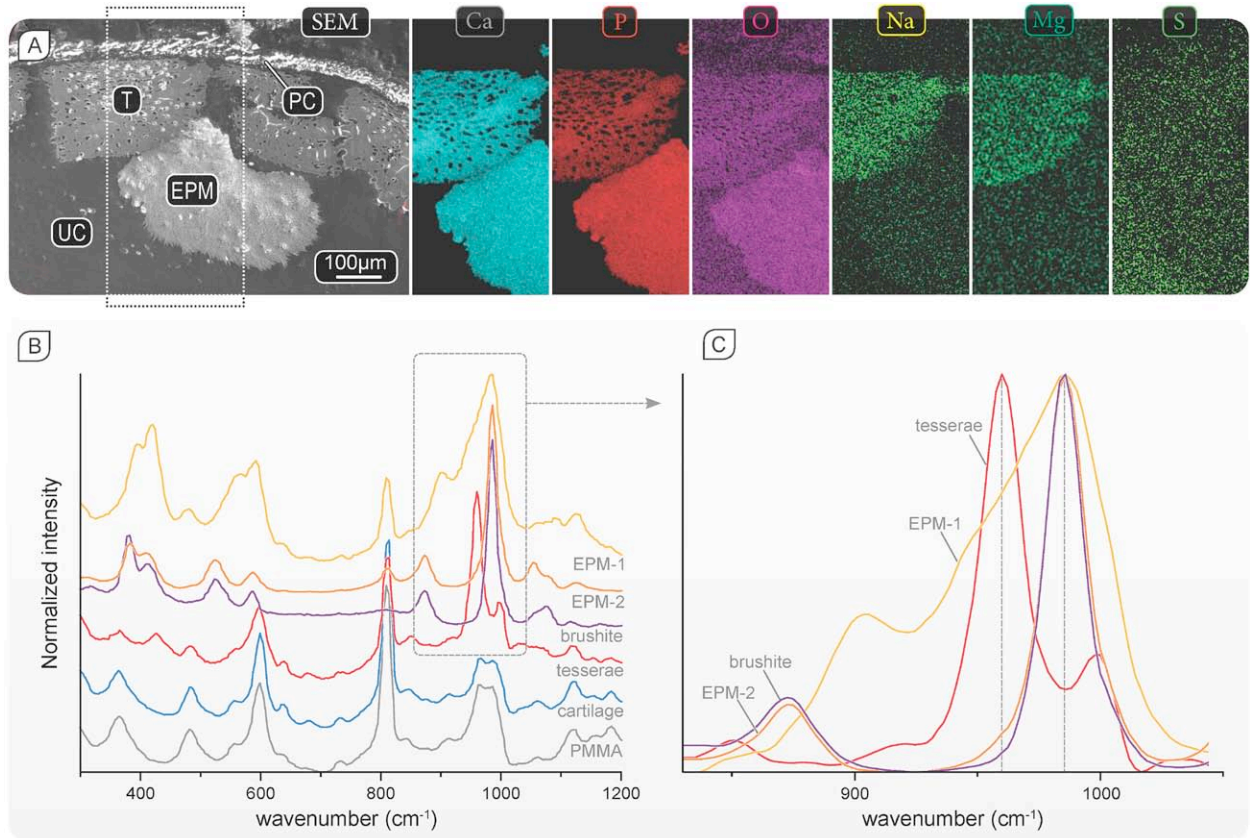 A
SEM
Ca
P
O
Na
Mg
S
T
PC
EPM
UC
100µm
B
Normalized intensity
EPM-1
EPM-2
brushite
tesserae
cartilage
PMMA
400 600 800 1000 1200
wavenumber (cm⁻¹)
C
tesserae
EPM-1
brushite
EPM-2
900 1000
wavenumber (cm⁻¹)